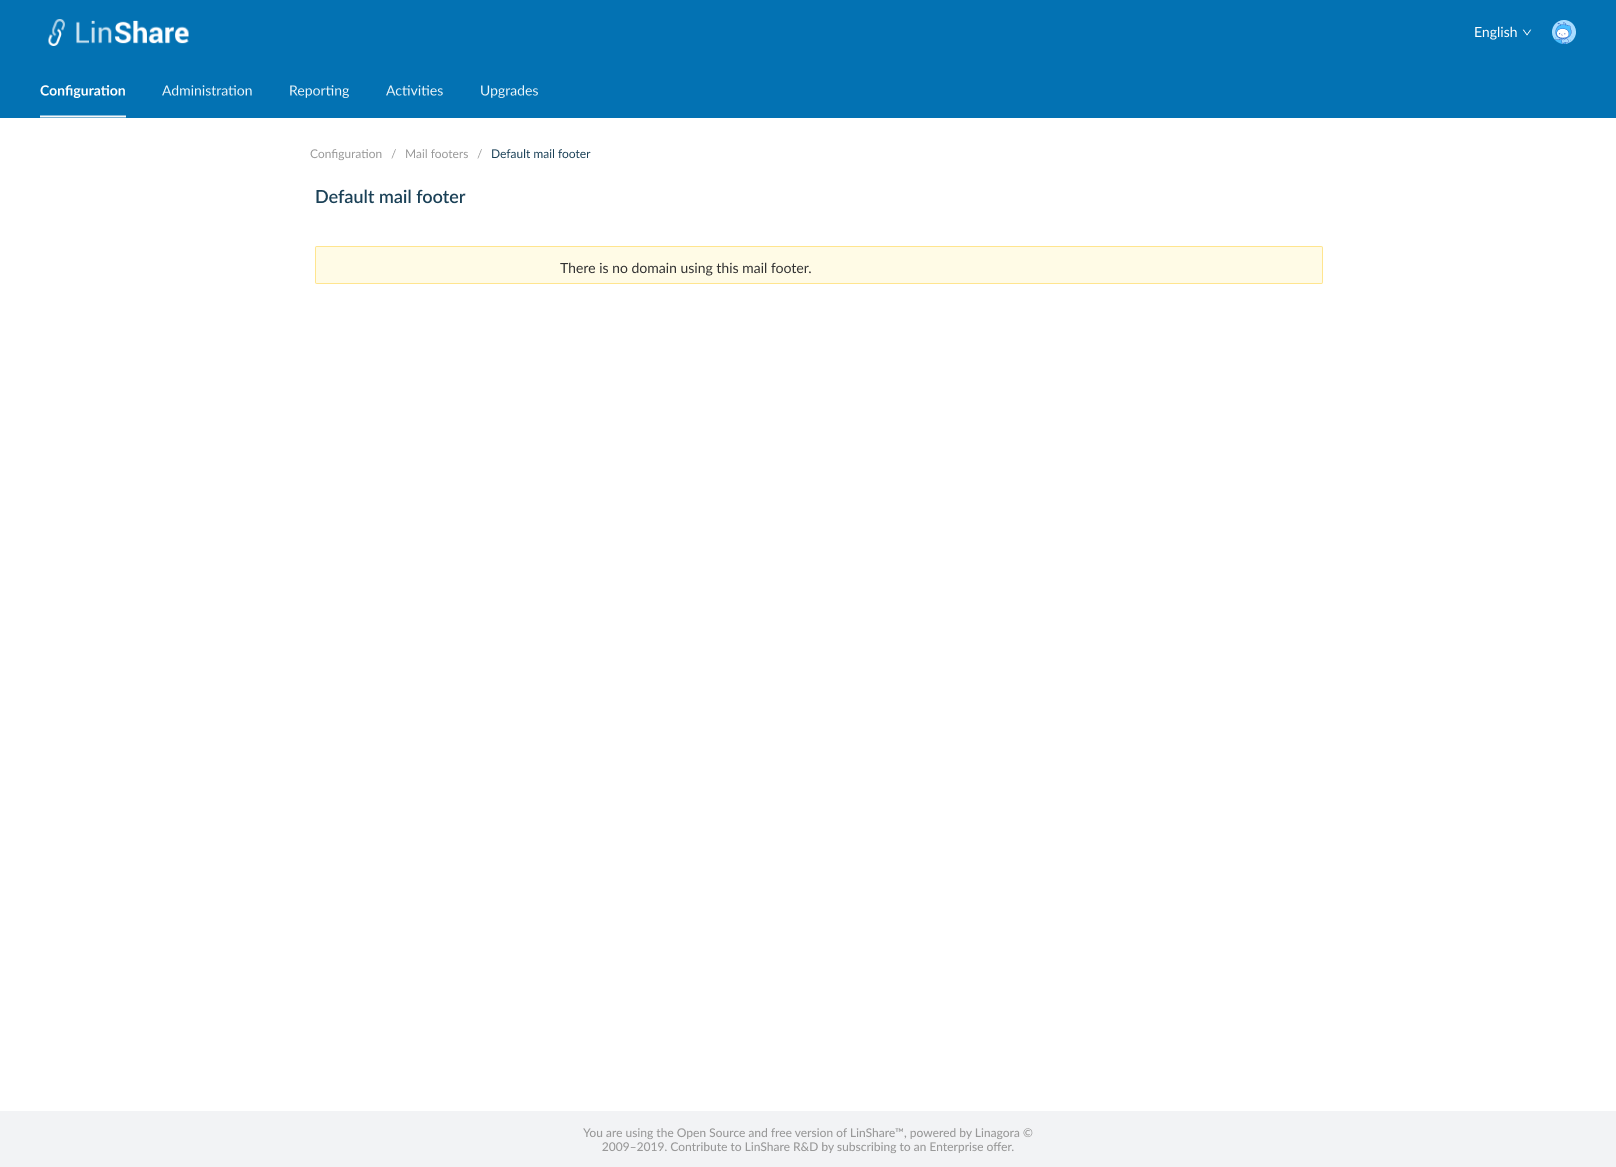 LinShare
English
Configuration Administration Reporting Activities Upgrades
Configuration / Mail footers / Default mail footer
Default mail footer
There is no domain using this mail footer.
You are using the Open Source and free version of LinShare™, powered by Linagora ©
2009–2019. Contribute to LinShare R&D by subscribing to an Enterprise offer.